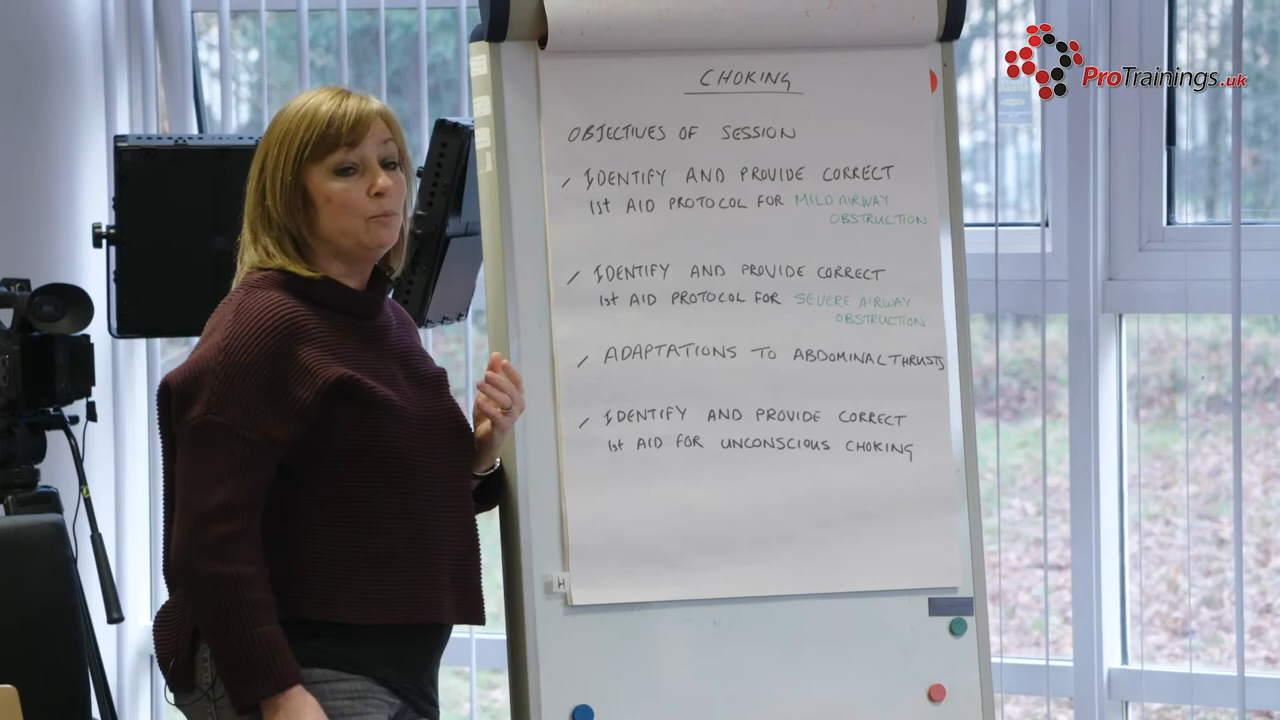 CHOKING
OBJECTIVES OF SESSION
/ IDENTIFY AND PROVIDE CORRECT
1st AID PROTOCOL FOR MILD AIRWAY
OBSTRUCTION
/ IDENTIFY AND PROVIDE CORRECT
1st AID PROTOCOL FOR SEVERE AIRWAY
OBSTRUCTION
/ ADAPTATIONS TO ABDOMINAL THRUSTS
/ IDENTIFY AND PROVIDE CORRECT
1st AID FOR UNCONSCIOUS CHOKING
H
ProTrainings.uk